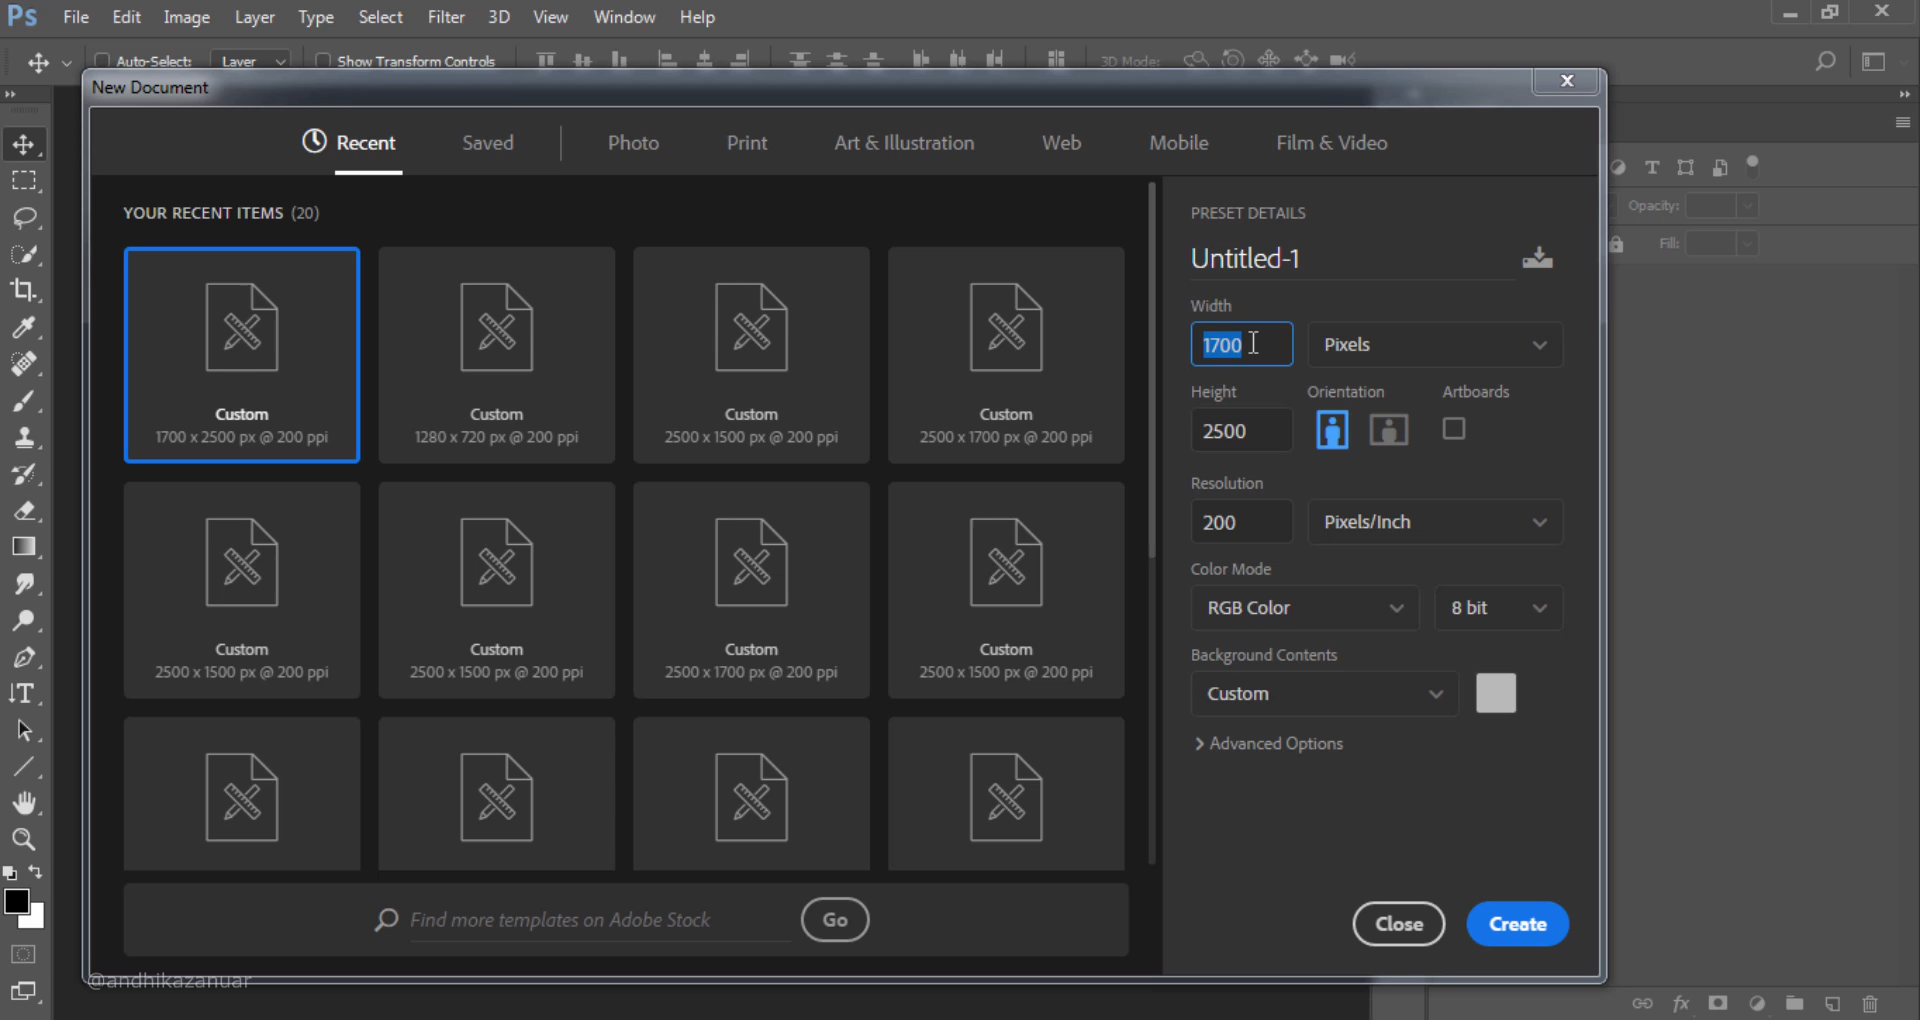 Ps File Edit Image Layer Type Select Filter 3D View Window Help
Auto-Select: Layer Show Transform Controls 3D Mode:
New Document
Recent Saved Photo Print Art & Illustration Web Mobile Film & Video
YOUR RECENT ITEMS (20)
Custom
1700 x 2500 px @ 200 ppi
Custom
1280 x 720 px @ 200 ppi
Custom
2500 x 1500 px @ 200 ppi
Custom
2500 x 1700 px @ 200 ppi
Custom
2500 x 1500 px @ 200 ppi
Custom
2500 x 1500 px @ 200 ppi
Custom
2500 x 1700 px @ 200 ppi
Custom
2500 x 1500 px @ 200 ppi
Find more templates on Adobe Stock Go
PRESET DETAILS
Untitled-1
Width
1700 Pixels
Height Orientation Artboards
2500
Resolution
200 Pixels/Inch
Color Mode
RGB Color 8 bit
Background Contents
Custom
Advanced Options
Close Create
Opacity:
Fill:
fx
@andhikazanuar